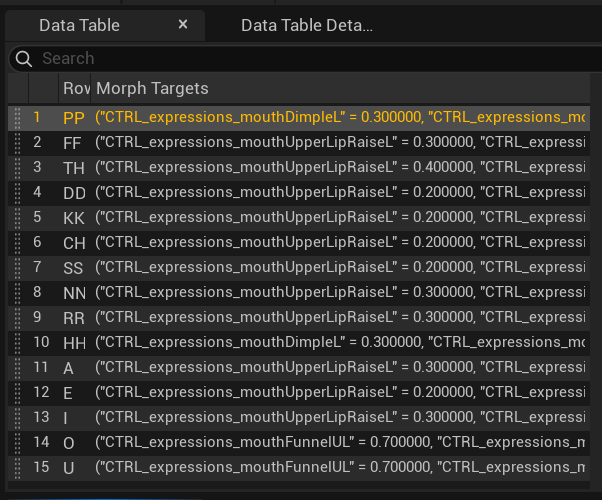 Data Table × Data Table Deta...
Search
Row Morph Targets
1 PP ("CTRL_expressions_mouthDimpleL" = 0.300000, "CTRL_expressions_mo
2 FF ("CTRL_expressions_mouthUpperLipRaiseL" = 0.300000, "CTRL_expressi
3 TH ("CTRL_expressions_mouthUpperLipRaiseL" = 0.400000, "CTRL_expressi
4 DD ("CTRL_expressions_mouthUpperLipRaiseL" = 0.200000, "CTRL_expressi
5 KK ("CTRL_expressions_mouthUpperLipRaiseL" = 0.200000, "CTRL_expressi
6 CH ("CTRL_expressions_mouthUpperLipRaiseL" = 0.200000, "CTRL_expressi
7 SS ("CTRL_expressions_mouthUpperLipRaiseL" = 0.200000, "CTRL_expressi
8 NN ("CTRL_expressions_mouthUpperLipRaiseL" = 0.300000, "CTRL_expressi
9 RR ("CTRL_expressions_mouthUpperLipRaiseL" = 0.300000, "CTRL_expressi
10 HH ("CTRL_expressions_mouthDimpleL" = 0.300000, "CTRL_expressions_mo
11 A ("CTRL_expressions_mouthUpperLipRaiseL" = 0.300000, "CTRL_expressi
12 E ("CTRL_expressions_mouthUpperLipRaiseL" = 0.200000, "CTRL_expressi
13 I ("CTRL_expressions_mouthUpperLipRaiseL" = 0.300000, "CTRL_expressi
14 O ("CTRL_expressions_mouthFunnelUL" = 0.700000, "CTRL_expressions_m
15 U ("CTRL_expressions_mouthFunnelUL" = 0.700000, "CTRL_expressions_m